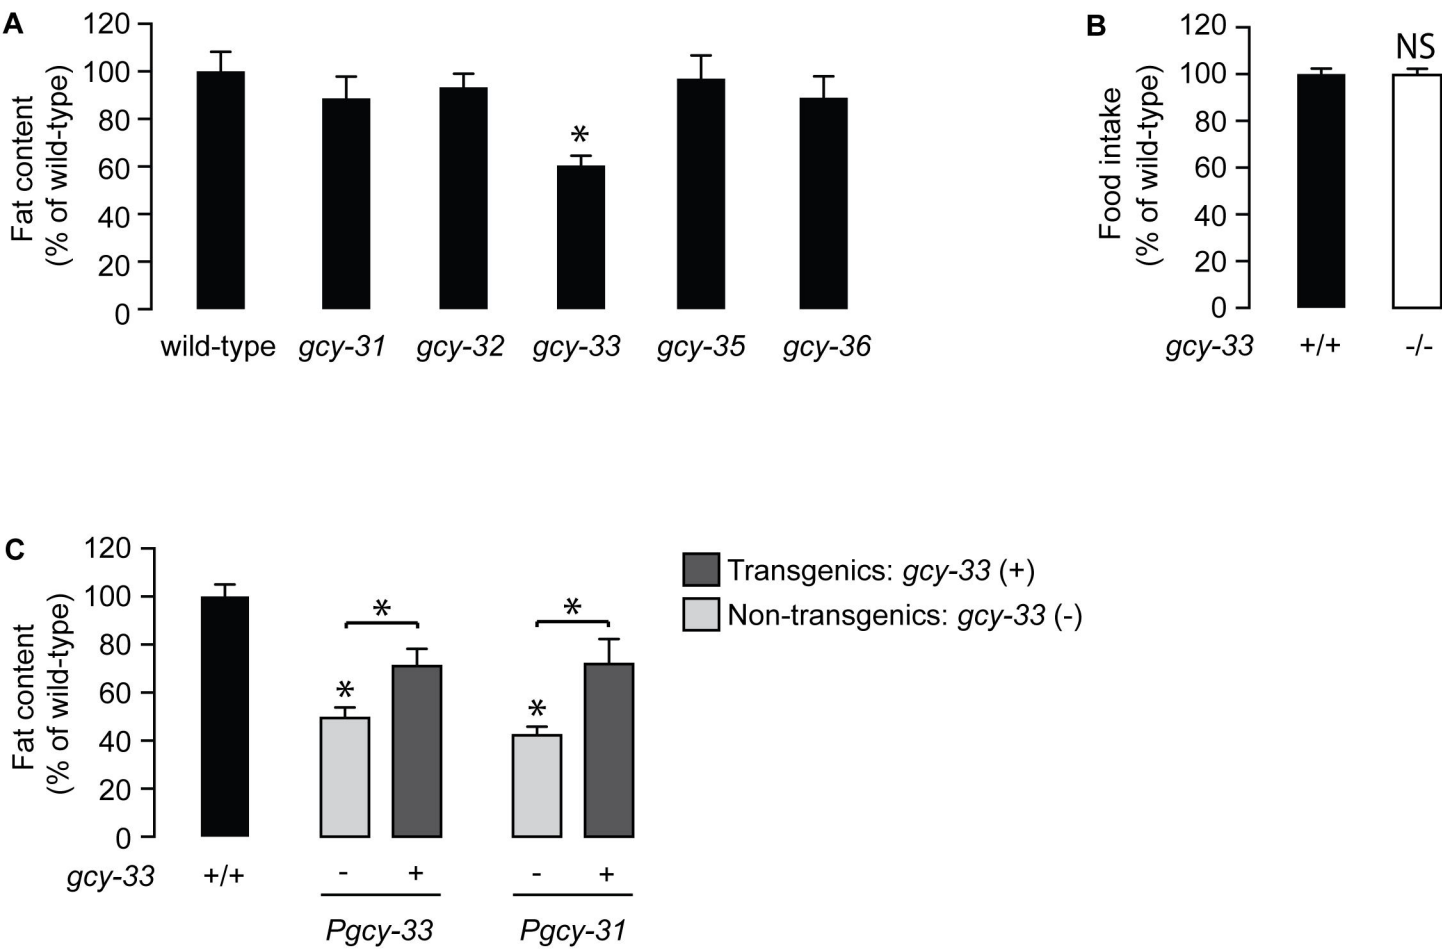 A
Fat content
(% of wild-type)
120
100
80
60
40
20
0
*
wild-type gcy-31 gcy-32 gcy-33 gcy-35 gcy-36
B
Food intake
(% of wild-type)
120
100
80
60
40
20
0
NS
gcy-33 +/+ -/-
C
Fat content
(% of wild-type)
120
100
80
60
40
20
0
* *
* *
gcy-33 +/+ - + - +
Pgcy-33 Pgcy-31
Transgenics: gcy-33 (+)
Non-transgenics: gcy-33 (-)